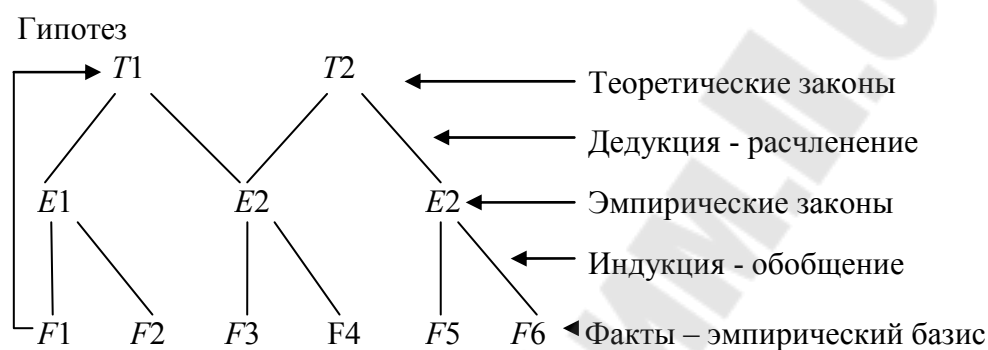 Гипотез
T1 T2 Теоретические законы
Дедукция - расчленение
E1 E2 E2 Эмпирические законы
Индукция - обобщение
F1 F2 F3 F4 F5 F6 Факты – эмпирический базис